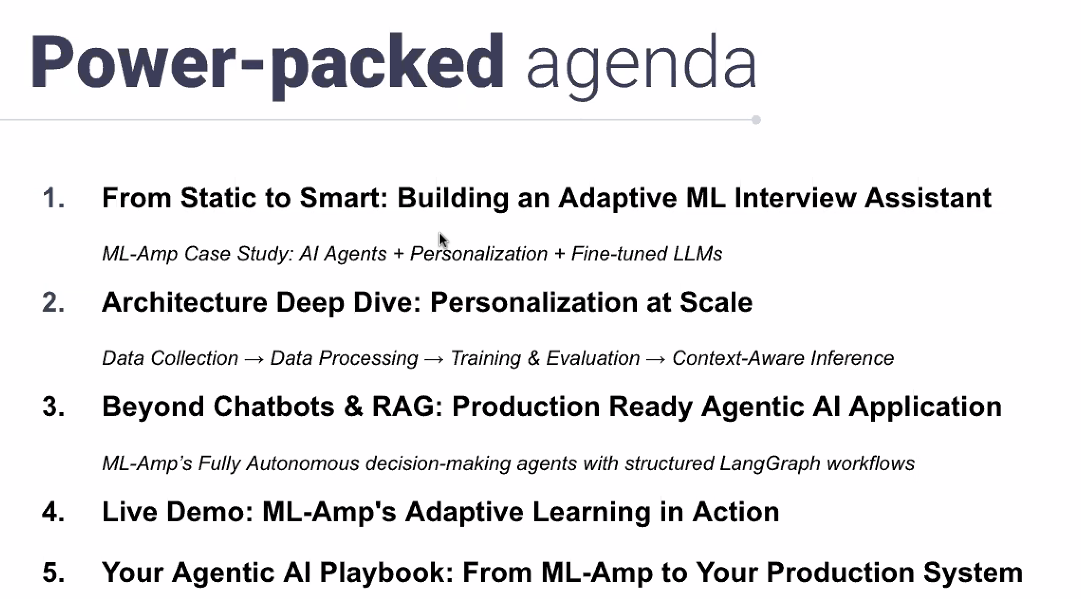 Power-packed agenda
1. From Static to Smart: Building an Adaptive ML Interview Assistant
ML-Amp Case Study: AI Agents + Personalization + Fine-tuned LLMs
2. Architecture Deep Dive: Personalization at Scale
Data Collection → Data Processing → Training & Evaluation → Context-Aware Inference
3. Beyond Chatbots & RAG: Production Ready Agentic AI Application
ML-Amp’s Fully Autonomous decision-making agents with structured LangGraph workflows
4. Live Demo: ML-Amp's Adaptive Learning in Action
5. Your Agentic AI Playbook: From ML-Amp to Your Production System